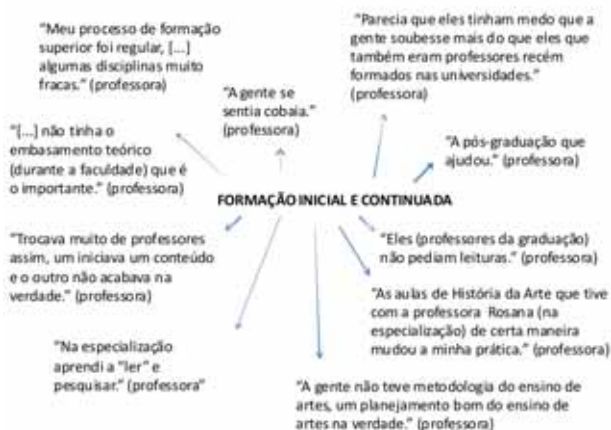 "Meu processo de formação
superior foi regular, [...]
algumas disciplinas muito
fracas." (professora)
"Parecia que eles tinham medo que a
gente soubesse mais do que eles que
também eram professores recém
formados nas universidades."
(professora)
"A gente se
sentia cobaia."
(professora)
"[...] não tinha o
embasamento teórico
(durante a faculdade) que é
o importante." (professora)
"A pós-graduação que
ajudou." (professora)
FORMAÇÃO INICIAL E CONTINUADA
"Trocava muito de professores
assim, um iniciava um conteúdo
e o outro não acabava na
verdade." (professora)
"Eles (professores da graduação)
não pediam leituras." (professora)
"As aulas de História da Arte que tive
com a professora Rosana (na
especialização) de certa maneira
mudou a minha prática." (professora)
"Na especialização
aprendi a "ler" e
pesquisar." (professora"
"A gente não teve metodologia do ensino de
artes, um planejamento bom do ensino de
artes na verdade." (professora)